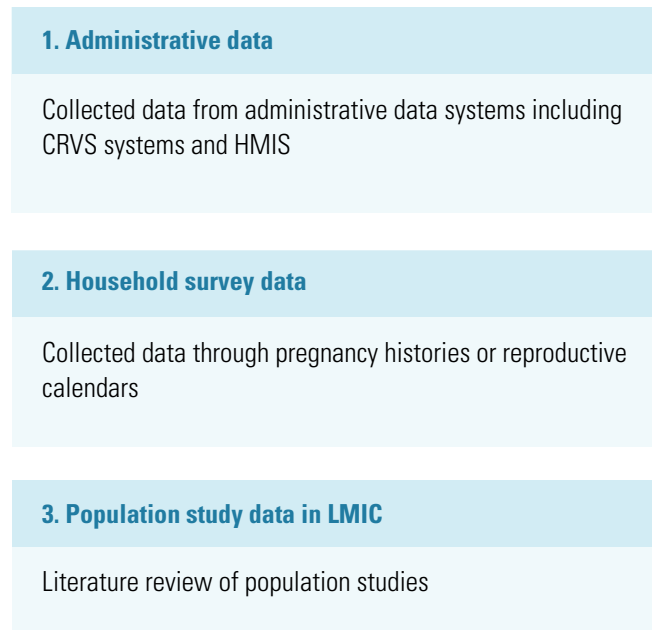 1. Administrative data
Collected data from administrative data systems including
CRVS systems and HMIS
2. Household survey data
Collected data through pregnancy histories or reproductive
calendars
3. Population study data in LMIC
Literature review of population studies